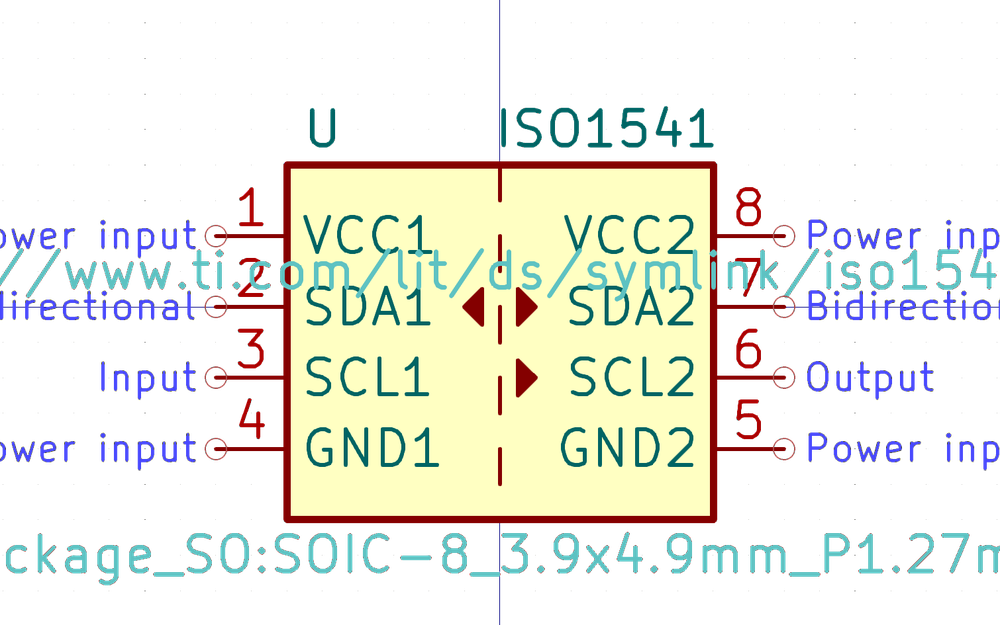 U ISO1541
1 8
ower input VCC1 VCC2 Power inp
//www.ti.com/lit/ds/symlink/iso154
2 7
directional SDA1 SDA2 Bidirection
3 6
Input SCL1 SCL2 Output
4 5
ower input GND1 GND2 Power inp
ckage_SO:SOIC-8_3.9x4.9mm_P1.27m